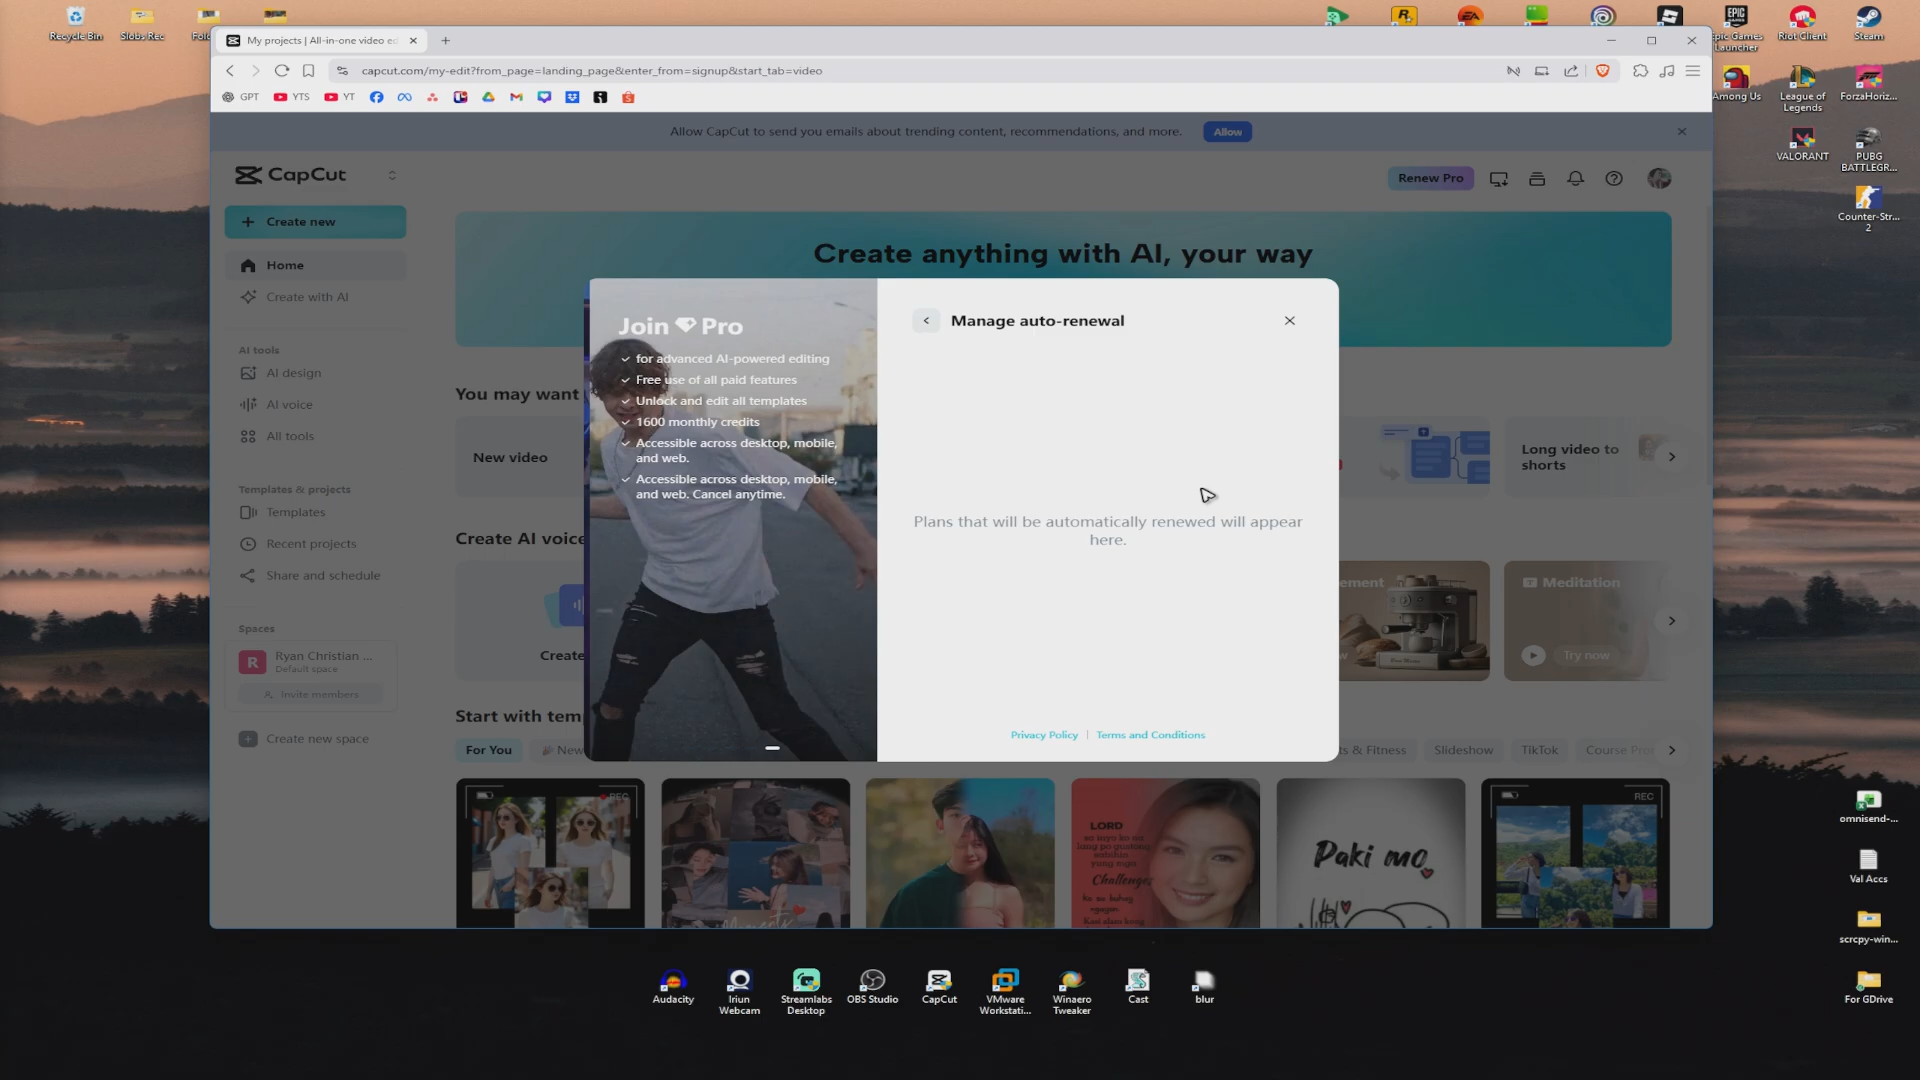 Recycle Bin
Slobs Rec
Epic Games
Launcher
Riot Client
Steam
Among Us
League of
Legends
ForzaHoriz...
VALORANT
PUBG
BATTLEGR...
Counter-Str...
2
My projects | All-in-one video ed
capcut.com/my-edit?from_page=landing_page&enter_from=signup&start_tab=video
GPT
YTS
YT
Allow CapCut to send you emails about trending content, recommendations, and more.
Allow
CapCut
Renew Pro
Create new
Home
Create with AI
AI tools
AI design
AI voice
All tools
Templates & projects
Templates
Recent projects
Share and schedule
Spaces
R
Ryan Christian ...
Default space
Invite members
Create new space
Create anything with AI, your way
You may want
New video
Long video to
shorts
Create AI voice
Create
ement
Meditation
Try now
Start with temp
For You
New
s & Fitness
Slideshow
TikTok
Course Pro
Join Pro
for advanced AI-powered editing
Free use of all paid features
Unlock and edit all templates
1600 monthly credits
Accessible across desktop, mobile,
and web.
Accessible across desktop, mobile,
and web. Cancel anytime.
Manage auto-renewal
Plans that will be automatically renewed will appear
here.
Privacy Policy | Terms and Conditions
REC
LORD
Challenges
Paki mo
REC
omnisend-...
Val Accs
scrcpy-win...
For GDrive
Audacity
Iriun
Webcam
Streamlabs
Desktop
OBS Studio
CapCut
VMware
Workstati...
Winaero
Tweaker
Cast
blur